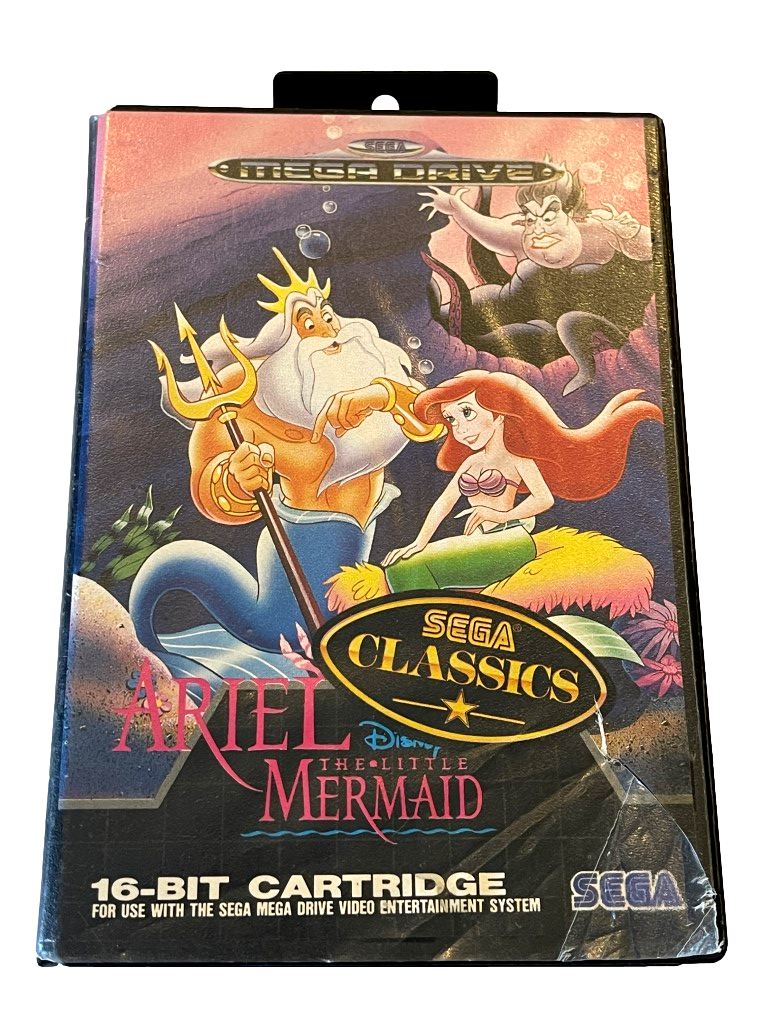 SEGA
MEGA DRIVE
SEGA®
CLASSICS
ARIEL
Disney
THE•LITTLE
MERMAID
16-BIT CARTRIDGE
FOR USE WITH THE SEGA MEGA DRIVE VIDEO ENTERTAINMENT SYSTEM
SEGA